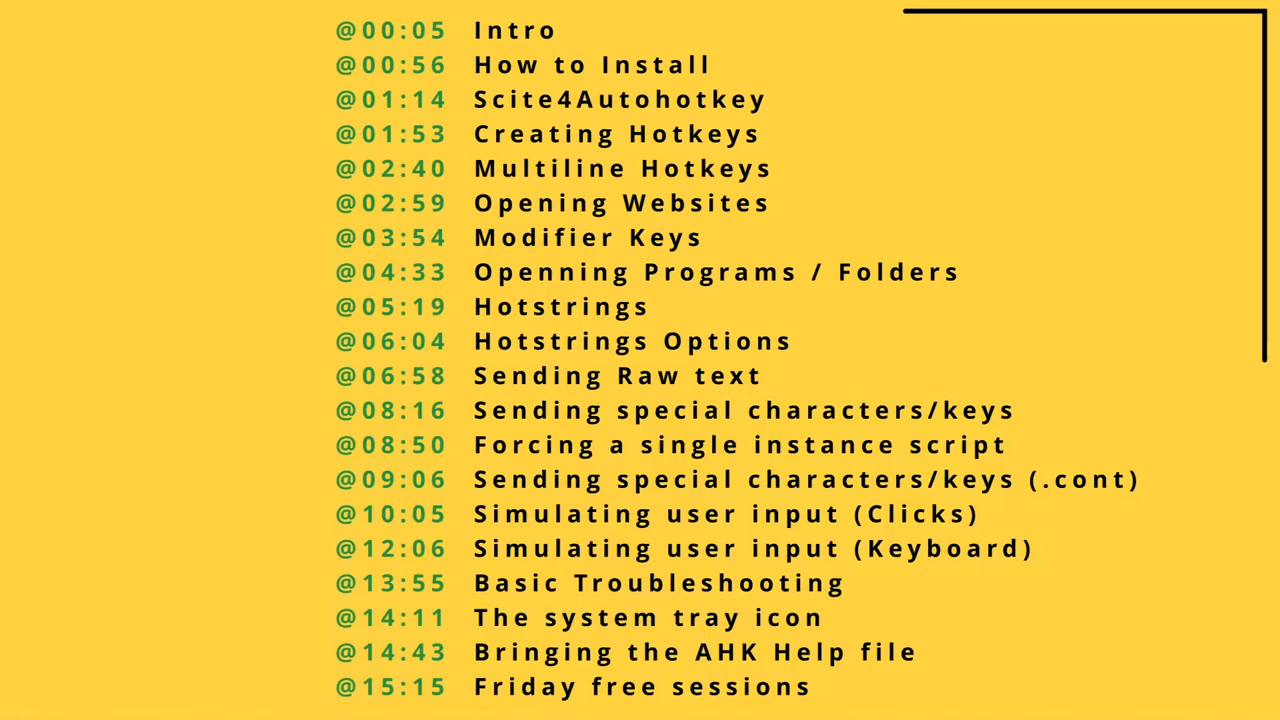 @00:05 Intro
@00:56 How to Install
@01:14 Scite4Autohotkey
@01:53 Creating Hotkeys
@02:40 Multiline Hotkeys
@02:59 Opening Websites
@03:54 Modifier Keys
@04:33 Openning Programs / Folders
@05:19 Hotstrings
@06:04 Hotstrings Options
@06:58 Sending Raw text
@08:16 Sending special characters/keys
@08:50 Forcing a single instance script
@09:06 Sending special characters/keys (.cont)
@10:05 Simulating user input (Clicks)
@12:06 Simulating user input (Keyboard)
@13:55 Basic Troubleshooting
@14:11 The system tray icon
@14:43 Bringing the AHK Help file
@15:15 Friday free sessions